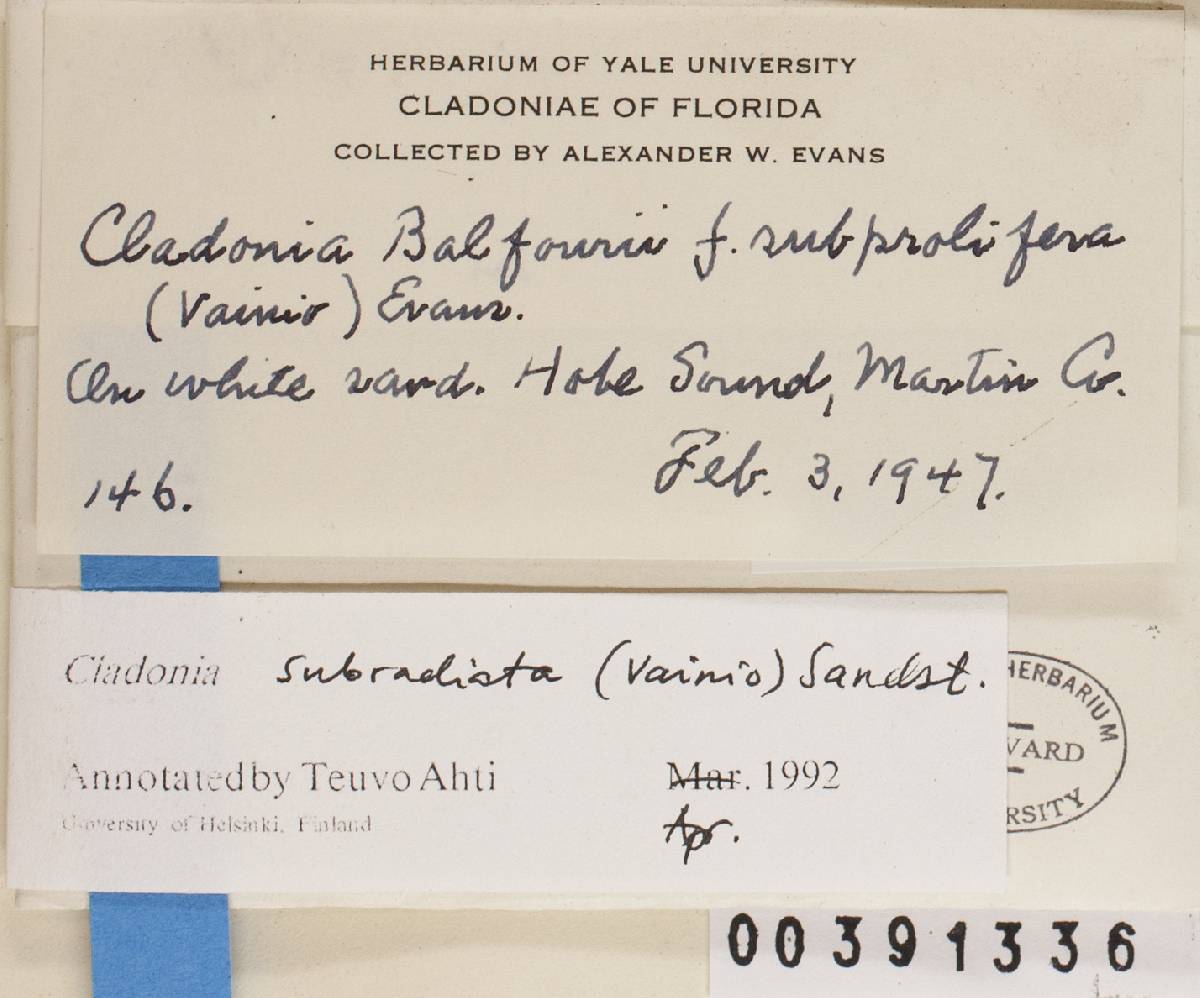 HERBARIUM OF YALE UNIVERSITY
CLADONIAE OF FLORIDA
COLLECTED BY ALEXANDER W. EVANS
Cladonia Balfourii f. subprolifera
(Vainio) Evans.
On white sand. Hobe Sound, Martin Co.
146. Feb. 3, 1947.
Cladonia subradiata (Vainio) Sandst.
Annotated by Teuvo Ahti Mar. 1992
University of Helsinki, Finland Apr.
HERBARIUM
VARD
RSITY
00391336